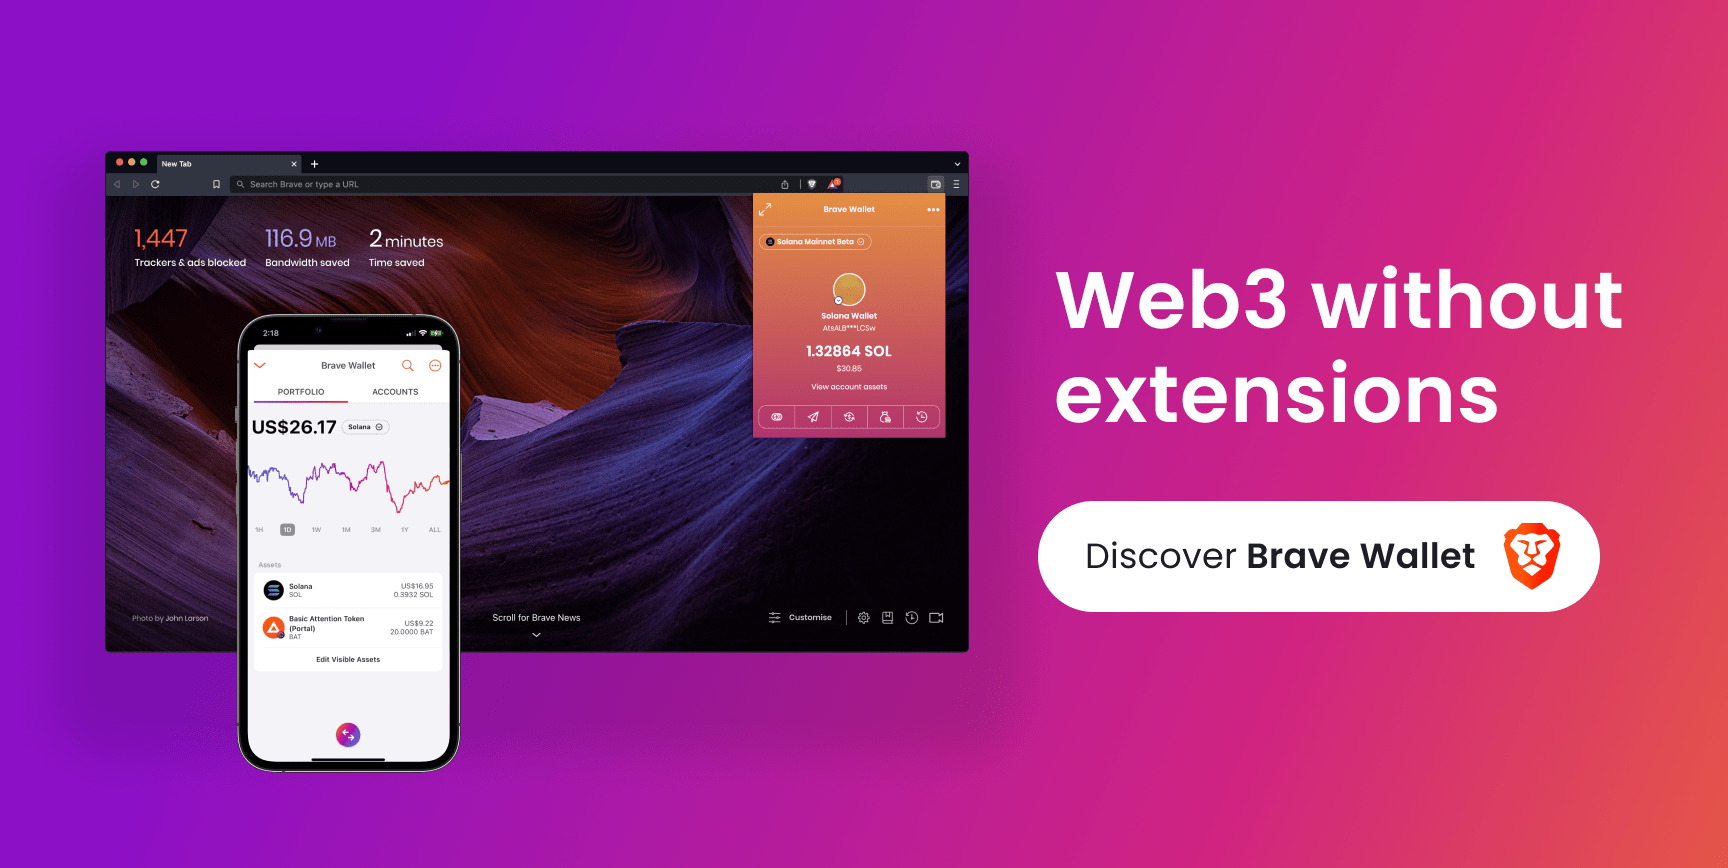 New Tab
Search Brave or type a URL
1,447
Trackers & ads blocked
116.9 MB
Bandwidth saved
2 minutes
Time saved
Brave Wallet
Solana Mainnet Beta
Solana Wallet
AtsALB***LCSw
1.32864 SOL
$30.85
View account assets
2:18
Brave Wallet
PORTFOLIO ACCOUNTS
US$26.17 Solana
1H 1D 1W 1M 3M 1Y ALL
Assets
Solana US$16.95
SOL 0.3932 SOL
Basic Attention Token
(Portal)
BAT
US$9.22
20.0000 BAT
Edit Visible Assets
Photo by John Larson
Scroll for Brave News
Customise
Web3 without
extensions
Discover Brave Wallet